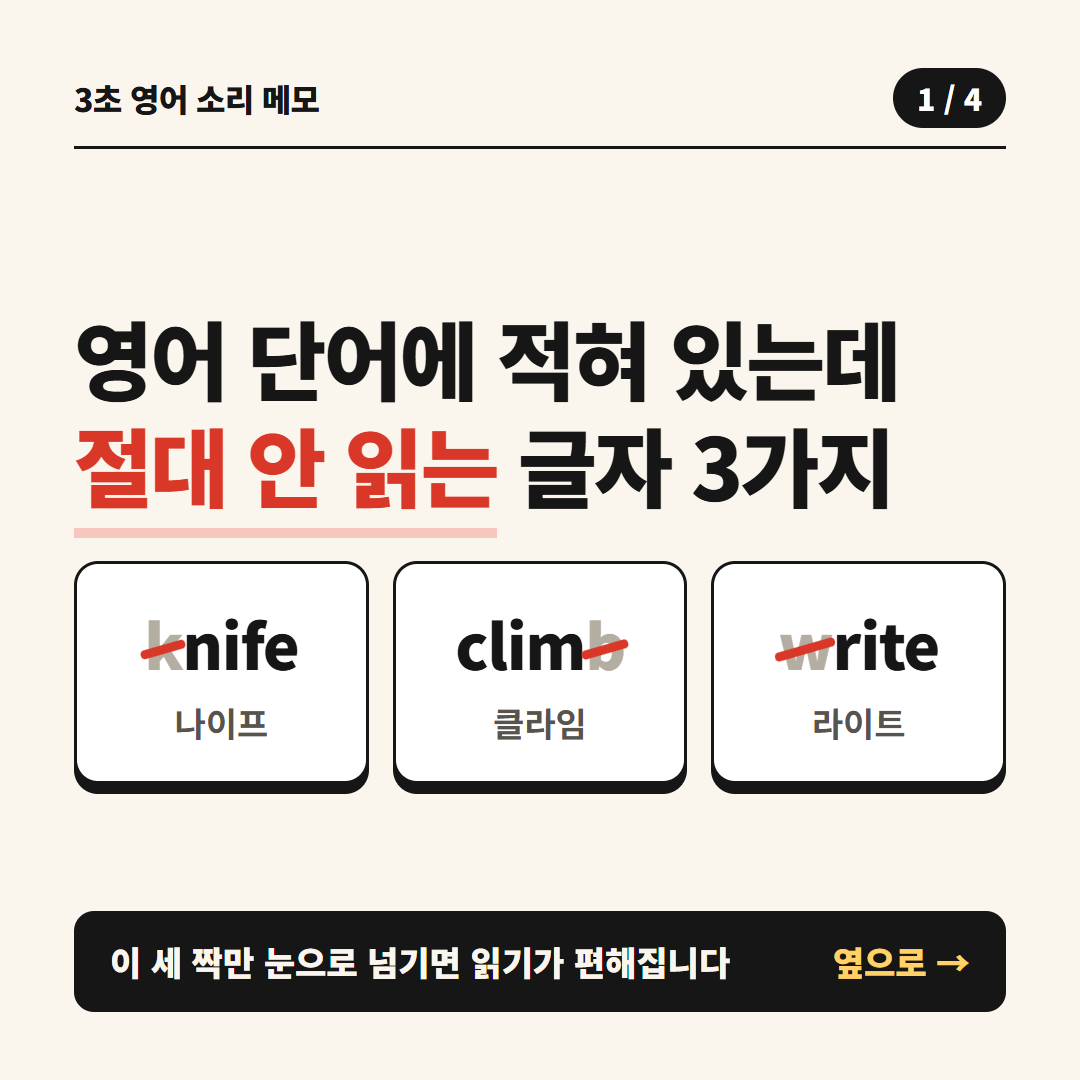 3초 영어 소리 메모
1 / 4
영어 단어에 적혀 있는데
절대 안 읽는 글자 3가지
knife
나이프
climb
클라임
write
라이트
이 세 짝만 눈으로 넘기면 읽기가 편해집니다
옆으로 →